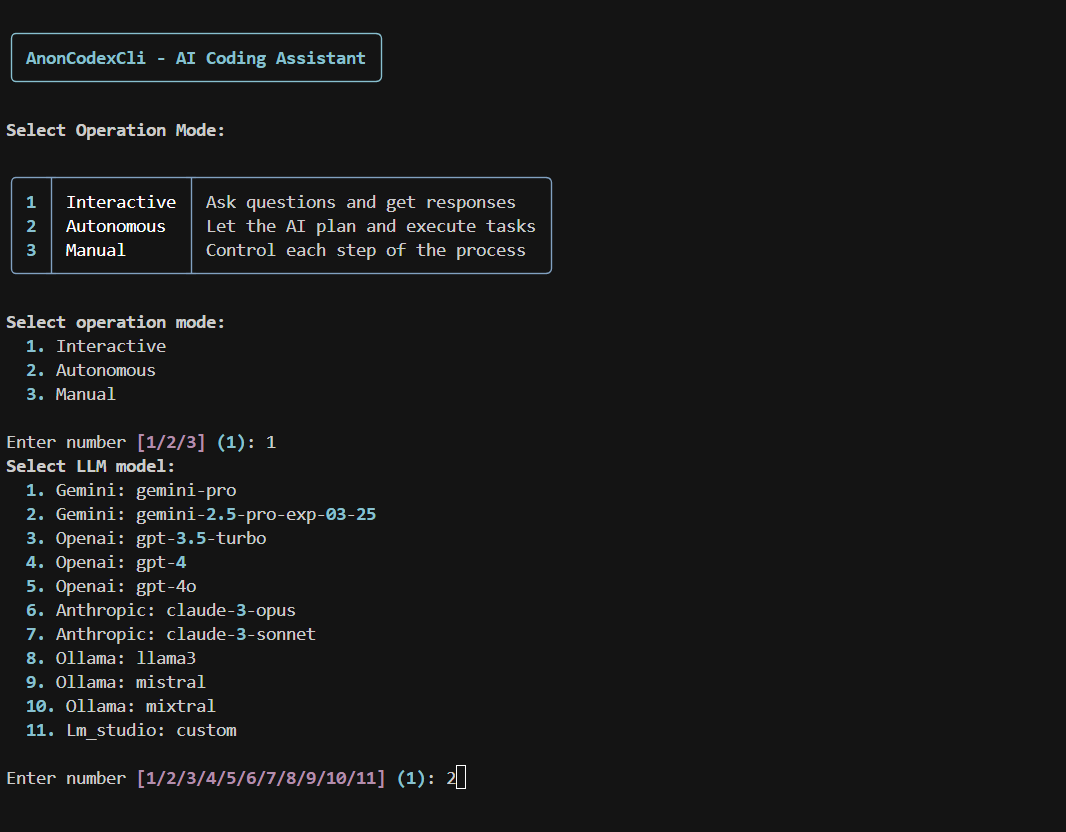 AnonCodexCli - AI Coding Assistant
Select Operation Mode:
1 Interactive Ask questions and get responses
2 Autonomous Let the AI plan and execute tasks
3 Manual Control each step of the process
Select operation mode:
1. Interactive
2. Autonomous
3. Manual
Enter number [1/2/3] (1): 1
Select LLM model:
1. Gemini: gemini-pro
2. Gemini: gemini-2.5-pro-exp-03-25
3. Openai: gpt-3.5-turbo
4. Openai: gpt-4
5. Openai: gpt-4o
6. Anthropic: claude-3-opus
7. Anthropic: claude-3-sonnet
8. Ollama: llama3
9. Ollama: mistral
10. Ollama: mixtral
11. Lm_studio: custom
Enter number [1/2/3/4/5/6/7/8/9/10/11] (1): 2